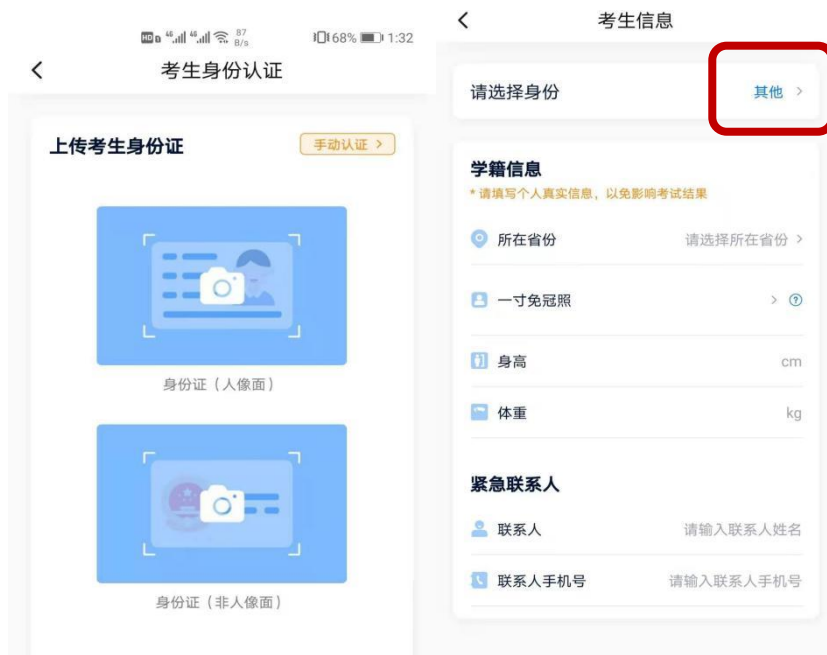 HD 46 46 87 B/s 68% 1:32
考生身份认证
上传考生身份证
手动认证 >
身份证（人像面）
身份证（非人像面）
考生信息
请选择身份 其他 >
学籍信息
* 请填写个人真实信息，以免影响考试结果
所在省份 请选择所在省份 >
一寸免冠照 > ?
身高 cm
体重 kg
紧急联系人
联系人 请输入联系人姓名
联系人手机号 请输入联系人手机号